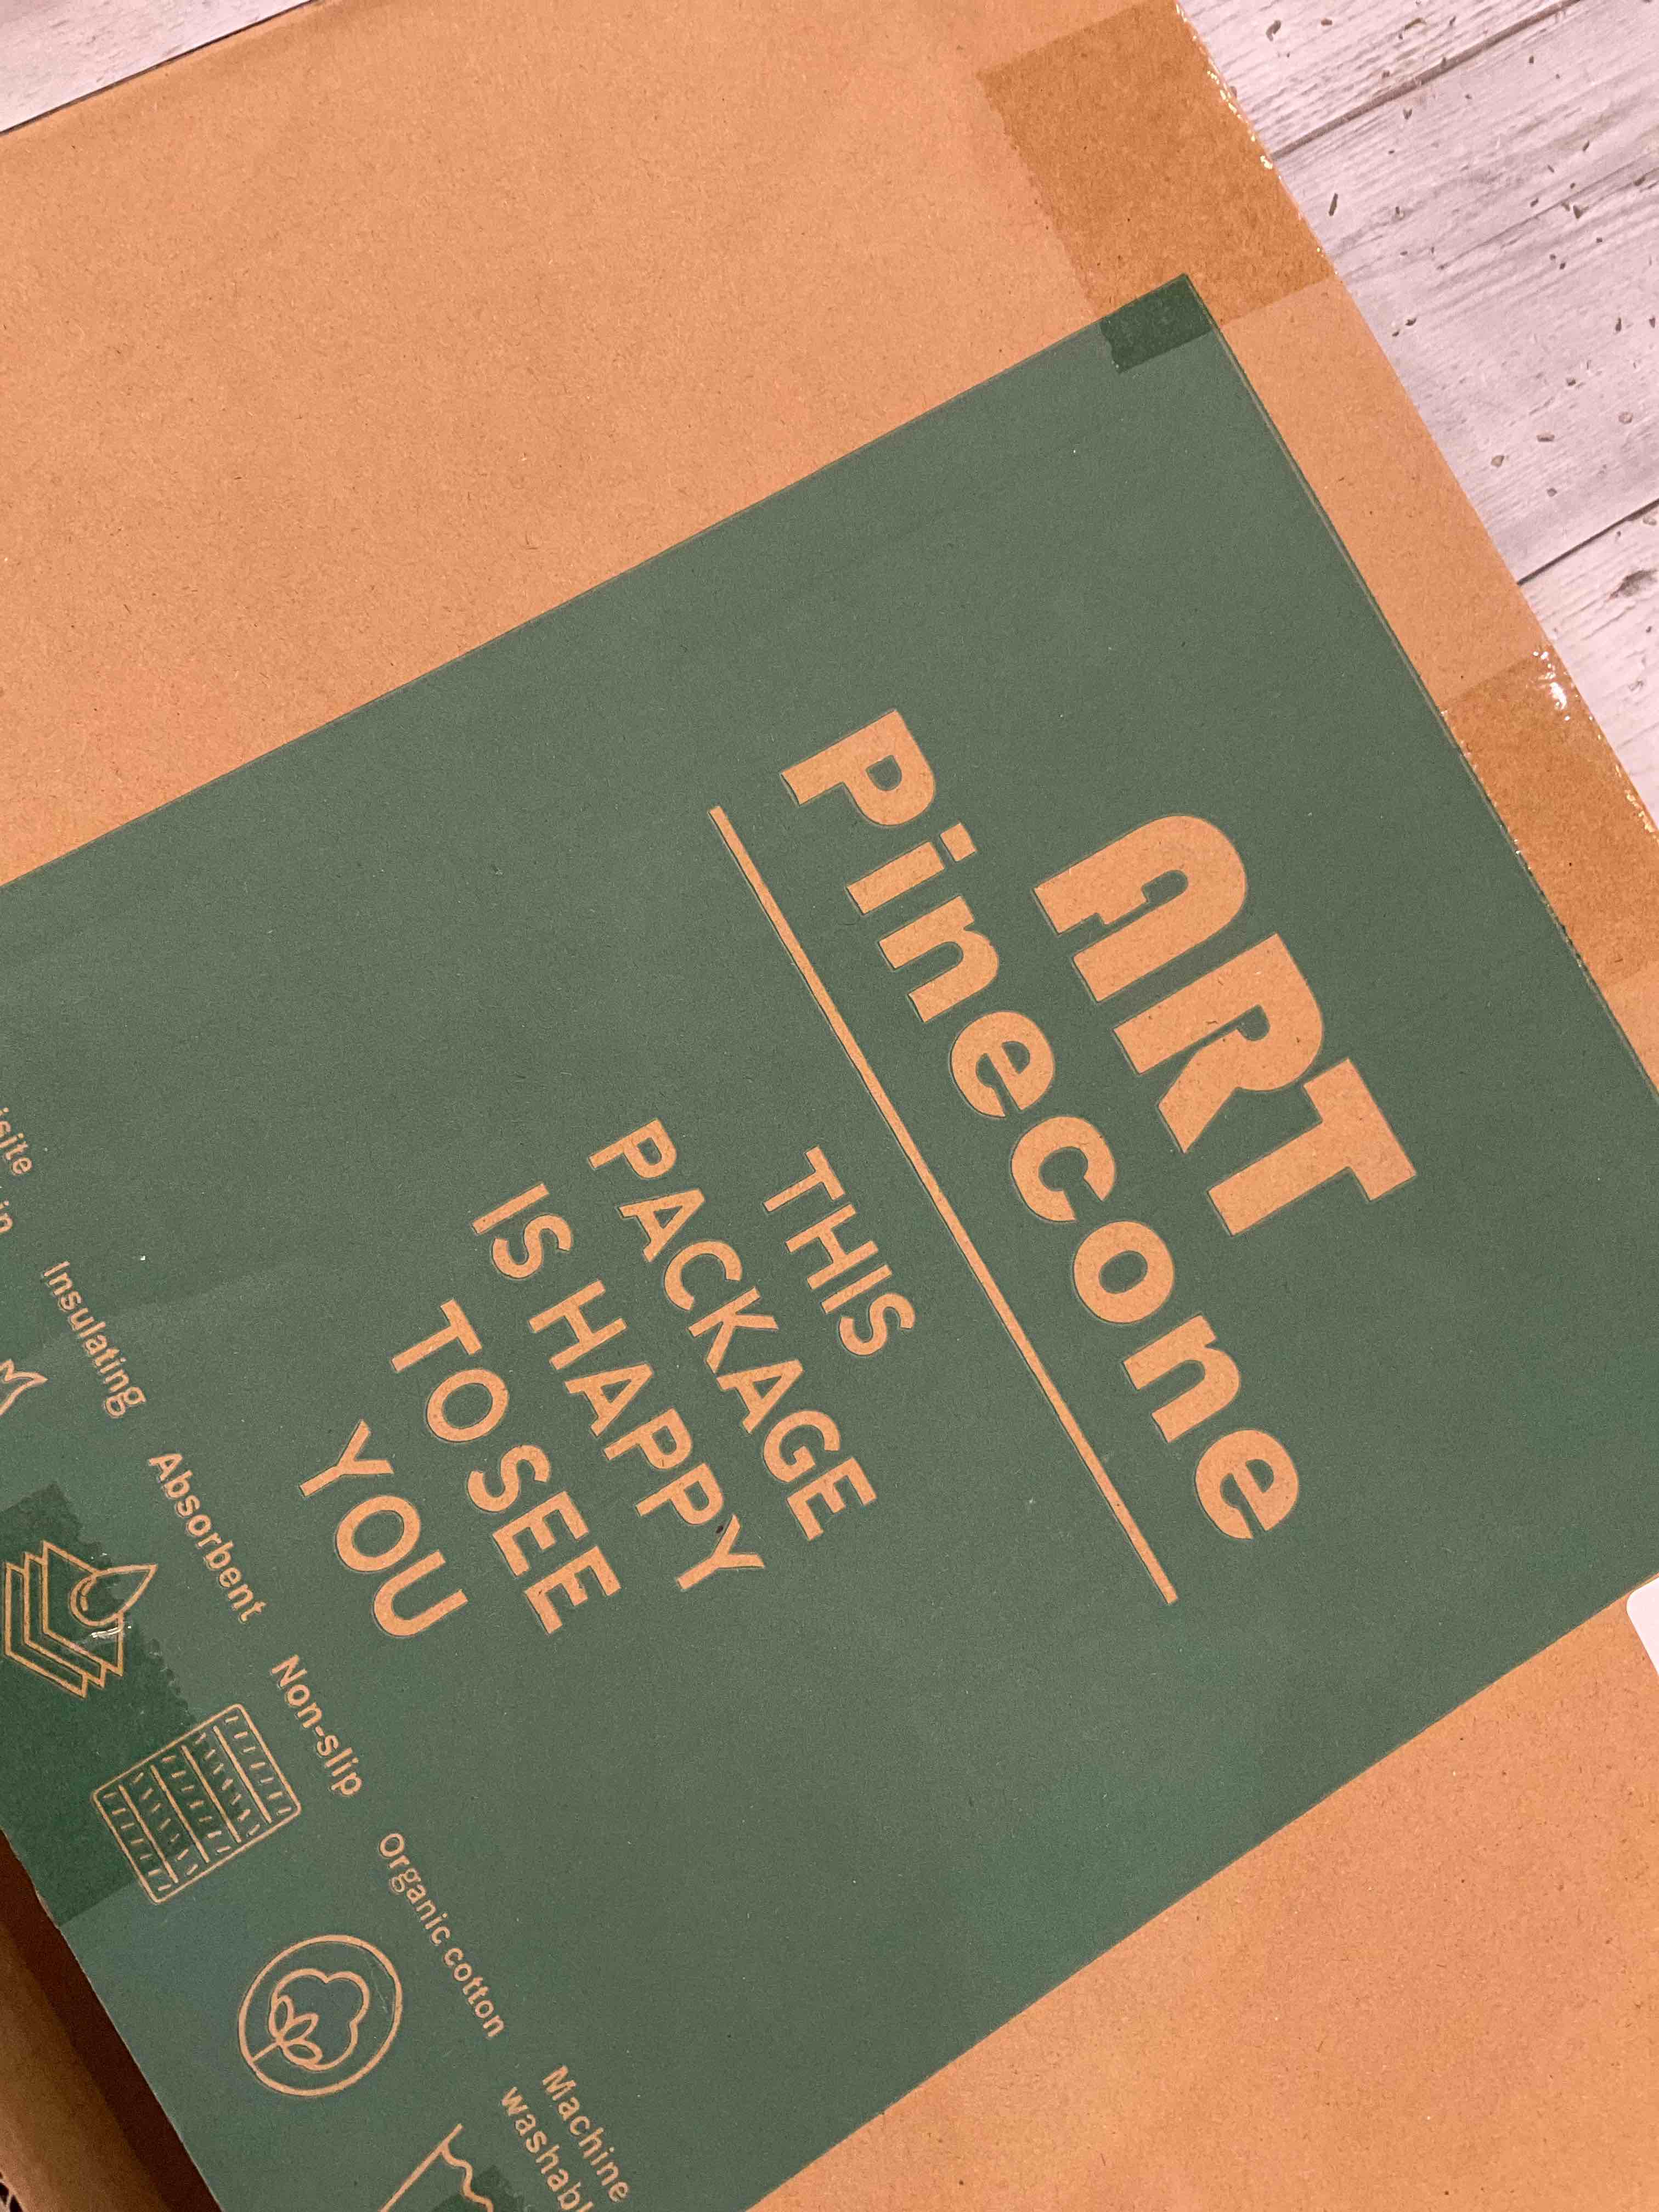 ART
Pinecone
THIS
PACKAGE
IS HAPPY
TO SEE
YOU
Insulating
Absorbent
Non-slip
Organic cotton
Machine